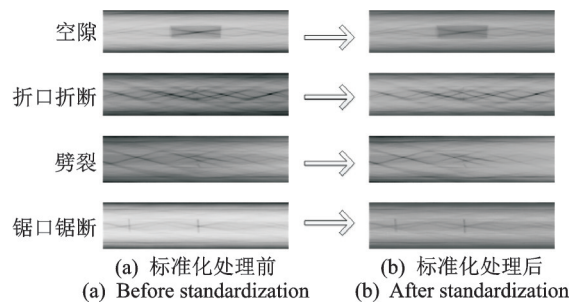 空隙
折口折断
劈裂
锯口锯断
(a) 标准化处理前
(a) Before standardization
(b) 标准化处理后
(b) After standardization